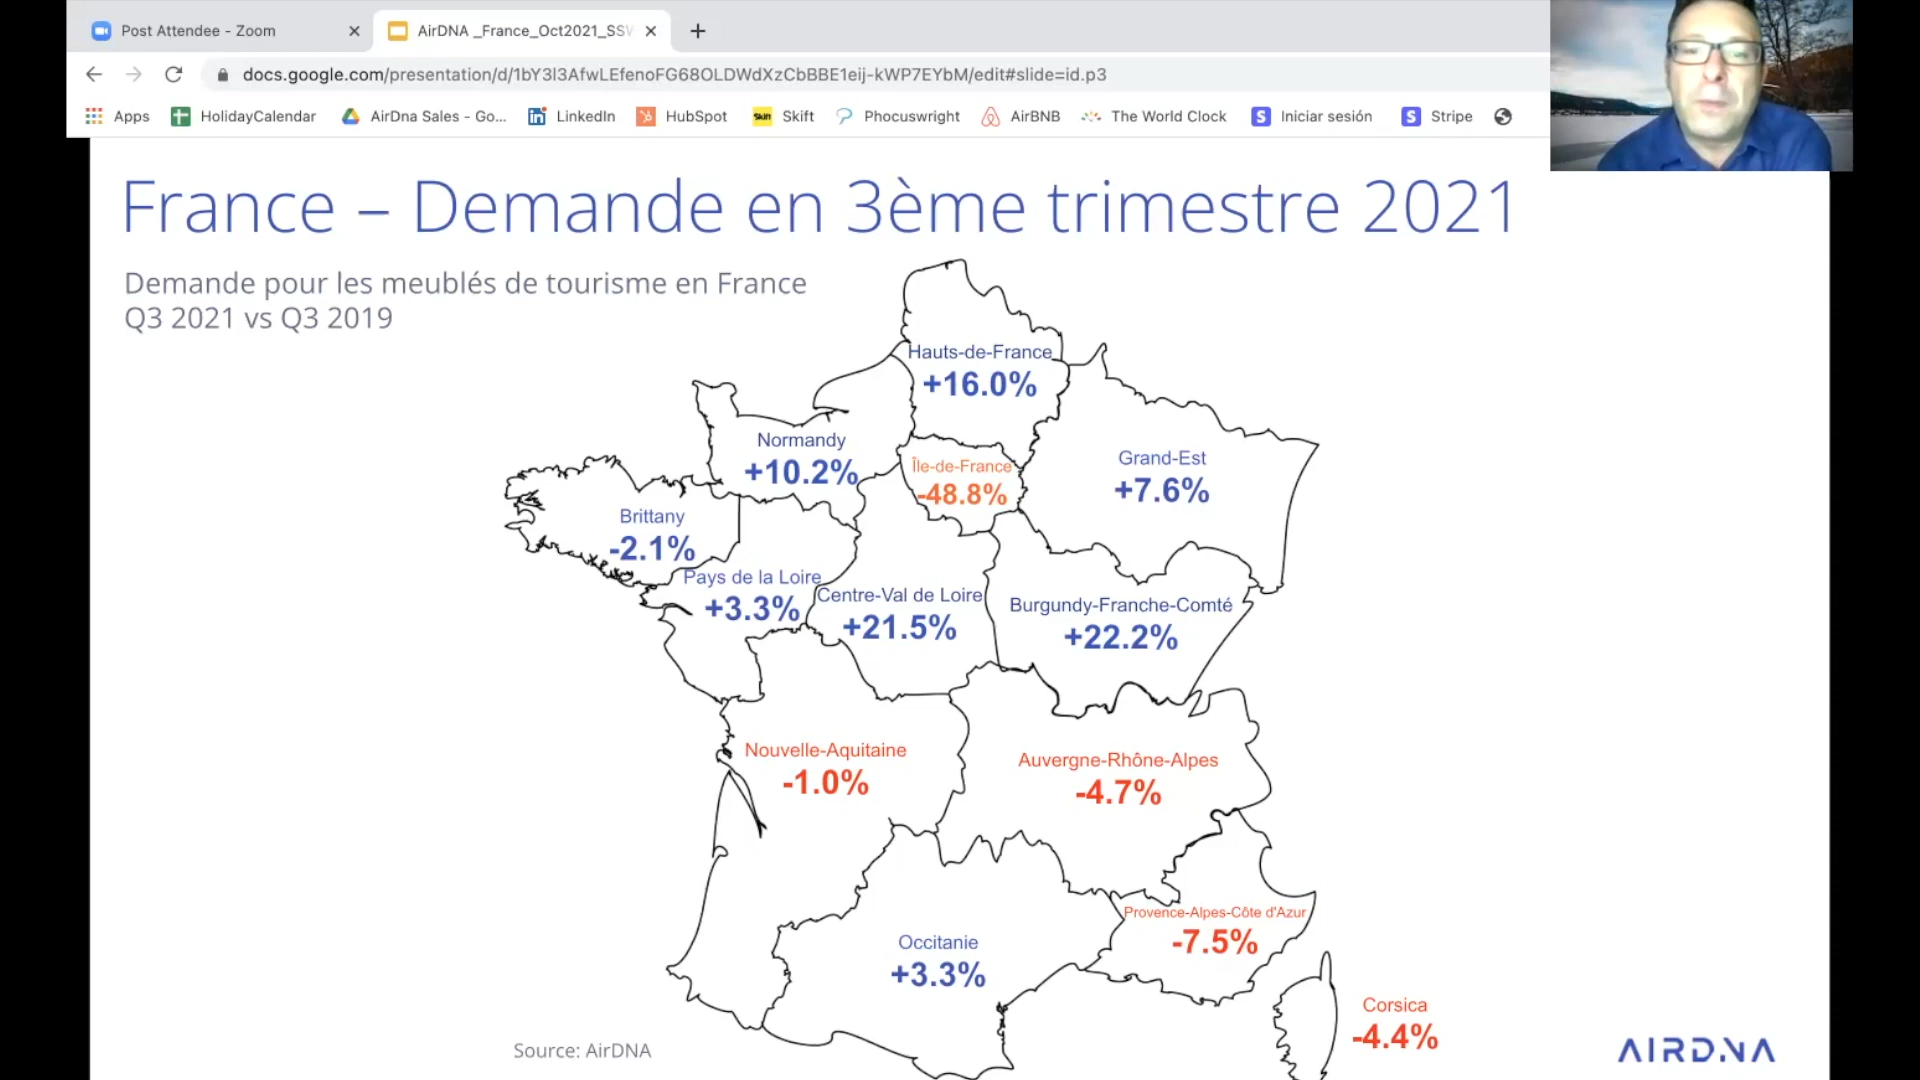 Post Attendee - Zoom
AirDNA _France_Oct2021_SSW
docs.google.com/presentation/d/1bY3l3AfwLEfenoFG68OLDWdXzCbBBE1eij-kWP7EYbM/edit#slide=id.p3
Apps HolidayCalendar AirDna Sales - Go... LinkedIn HubSpot Skift Phocuswright AirBNB The World Clock Iniciar sesión Stripe
France – Demande en 3ème trimestre 2021
Demande pour les meublés de tourisme en France
Q3 2021 vs Q3 2019
Hauts-de-France
+16.0%
Normandy
+10.2%
Île-de-France
-48.8%
Grand-Est
+7.6%
Brittany
-2.1%
Pays de la Loire
+3.3%
Centre-Val de Loire
+21.5%
Burgundy-Franche-Comté
+22.2%
Nouvelle-Aquitaine
-1.0%
Auvergne-Rhône-Alpes
-4.7%
Provence-Alpes-Côte d'Azur
-7.5%
Occitanie
+3.3%
Corsica
-4.4%
Source: AirDNA
AIRDNA